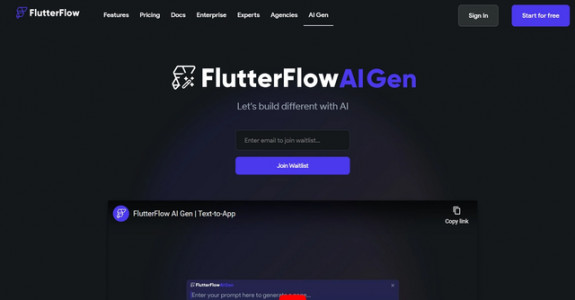 FlutterFlow Features Pricing Docs Enterprise Experts Agencies AI Gen Sign In Start for free
FlutterFlow AI Gen
Let's build different with AI
Enter email to join waitlist...
Join Waitlist
FlutterFlow AI Gen | Text-to-App
Copy link
FlutterFlow AI Gen
Enter your prompt here to generate a